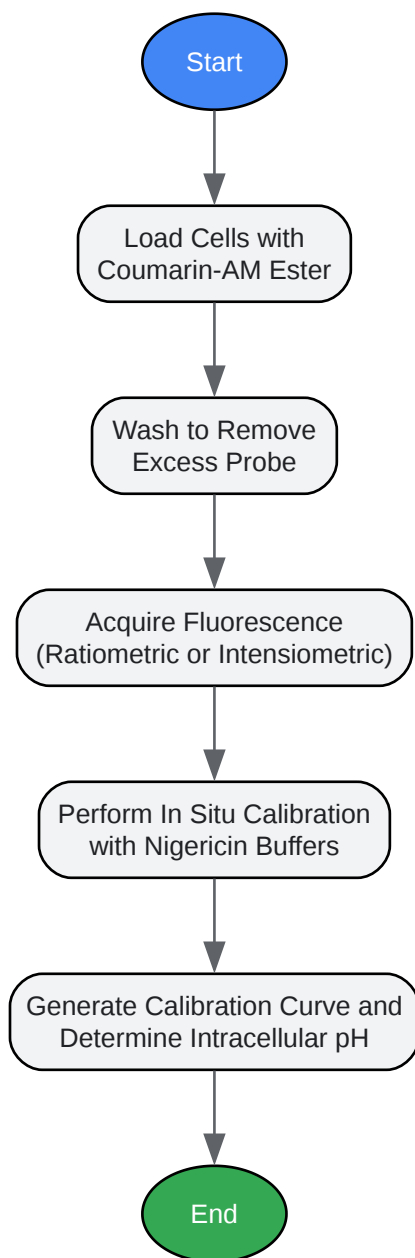 Start
Load Cells with
Coumarin-AM Ester
Wash to Remove
Excess Probe
Acquire Fluorescence
(Ratiometric or Intensiometric)
Perform In Situ Calibration
with Nigericin Buffers
Generate Calibration Curve and
Determine Intracellular pH
End